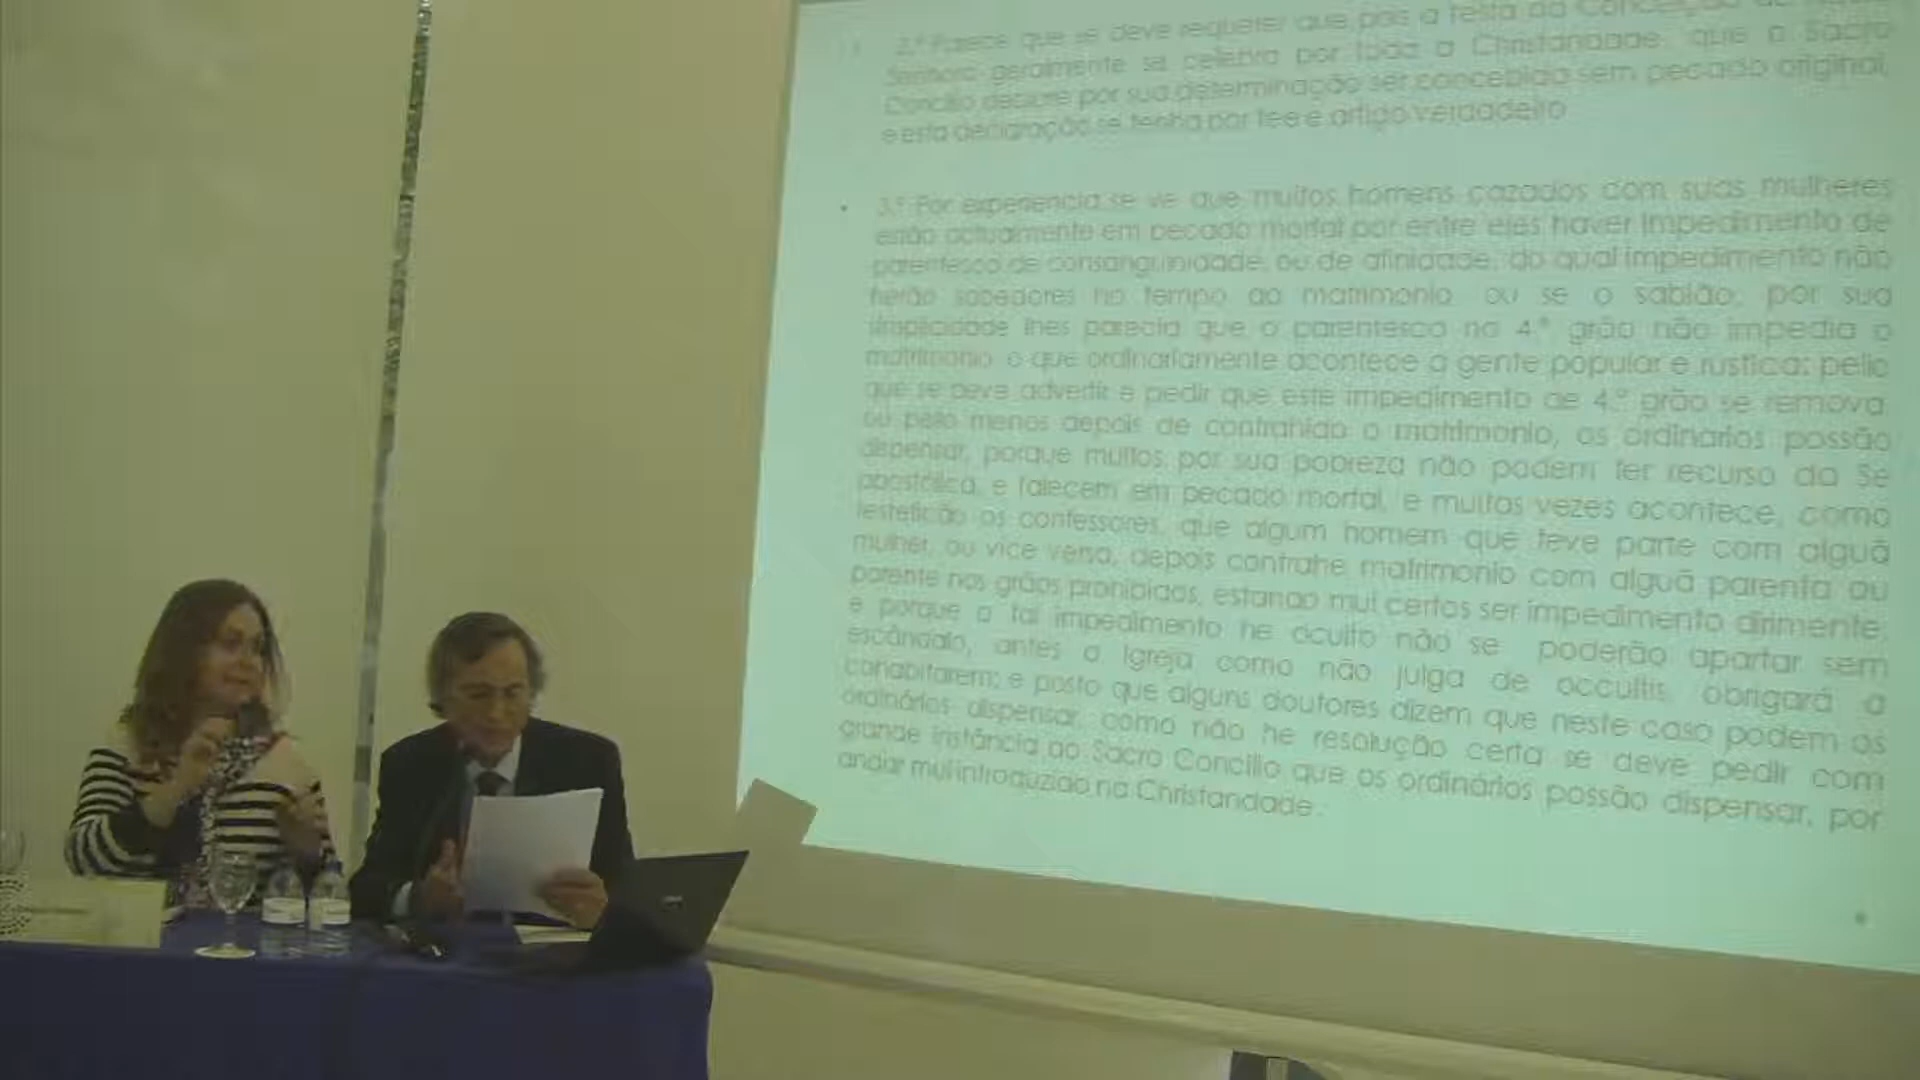 2.º Parece que se deve requerer que pois a festa da Conceição de
Senhora geralmente se celebra por toda a Christandade, que o Sacro
Concilio declare por sua determinação ser concebida sem pecado original,
e esta declaração se tenha por fee e artigo verdadeiro
• 3.º Por experiencia se ve que muitos homens cazados com suas mulheres
estão actualmente em pecado mortal por entre eles haver impedimento de
parentesco de consanguinidade, ou de afinidade, do qual impedimento não
herão sabedores no tempo do matrimonio, ou se o sabião, por sua
simplicidade lhes parecia que o parentesco no 4.º grão não impedia o
matrimonio, o que ordinariamente acontece a gente popular e rustica; pello
que se deve advertir e pedir que este impedimento de 4.º grão se remova,
ou pello menos depois de contrahido o matrimonio, os ordinarios possão
dispensar, porque muitos por sua pobreza não podem ter recurso da Se
apostólica, e falecem em pecado mortal, e muitas vezes acontece, como
testeficão os confessores, que algum homem que teve parte com alguã
mulher, ou vice versa, depois contrahe matrimonio com alguã parenta ou
parente nos grãos prohibidos, estando mui certos ser impedimento dirimente,
e porque o tal impedimento he oculto não se poderão apartar sem
escândalo, antes a Igreja como não julga de occultis, obrigará a
cohabitarem; e posto que alguns doutores dizem que neste caso podem os
ordinários dispensar, como não he resolução certa se deve pedir com
grande instância ao Sacro Concilio que os ordinários possão dispensar, por
andar mui introduzido na Christandade.